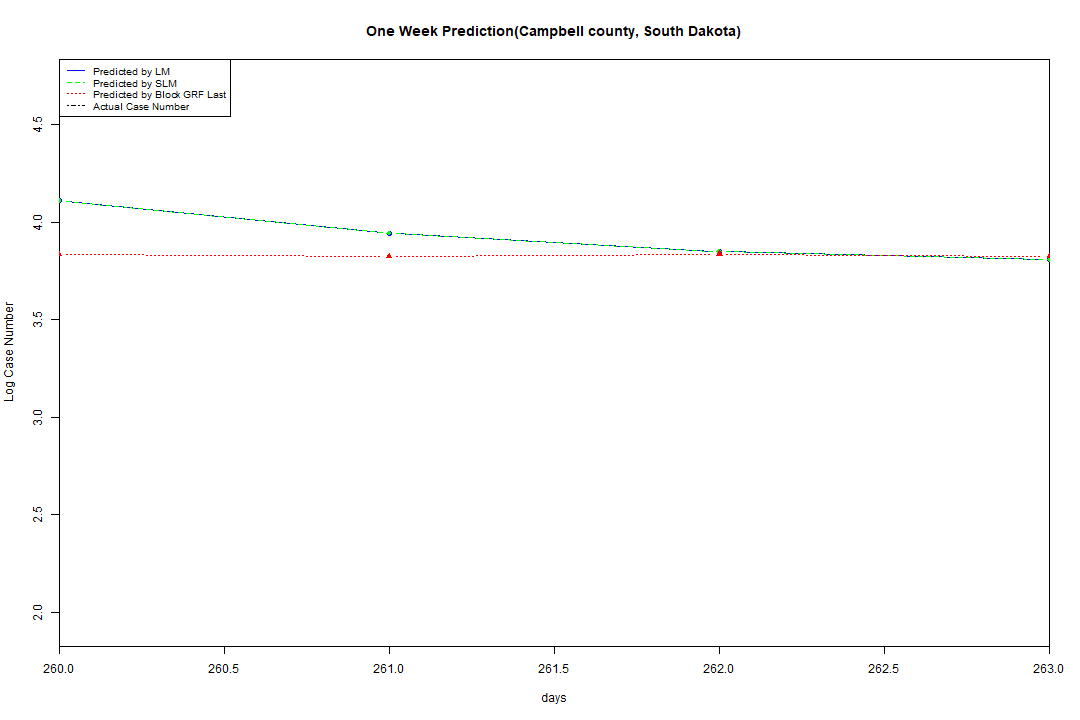 One Week Prediction(Campbell county, South Dakota)
Predicted by LM
Predicted by SLM
Predicted by Block GRF Last
Actual Case Number
Log Case Number
4.5
4.0
3.5
3.0
2.5
2.0
260.0 260.5 261.0 261.5 262.0 262.5 263.0
days